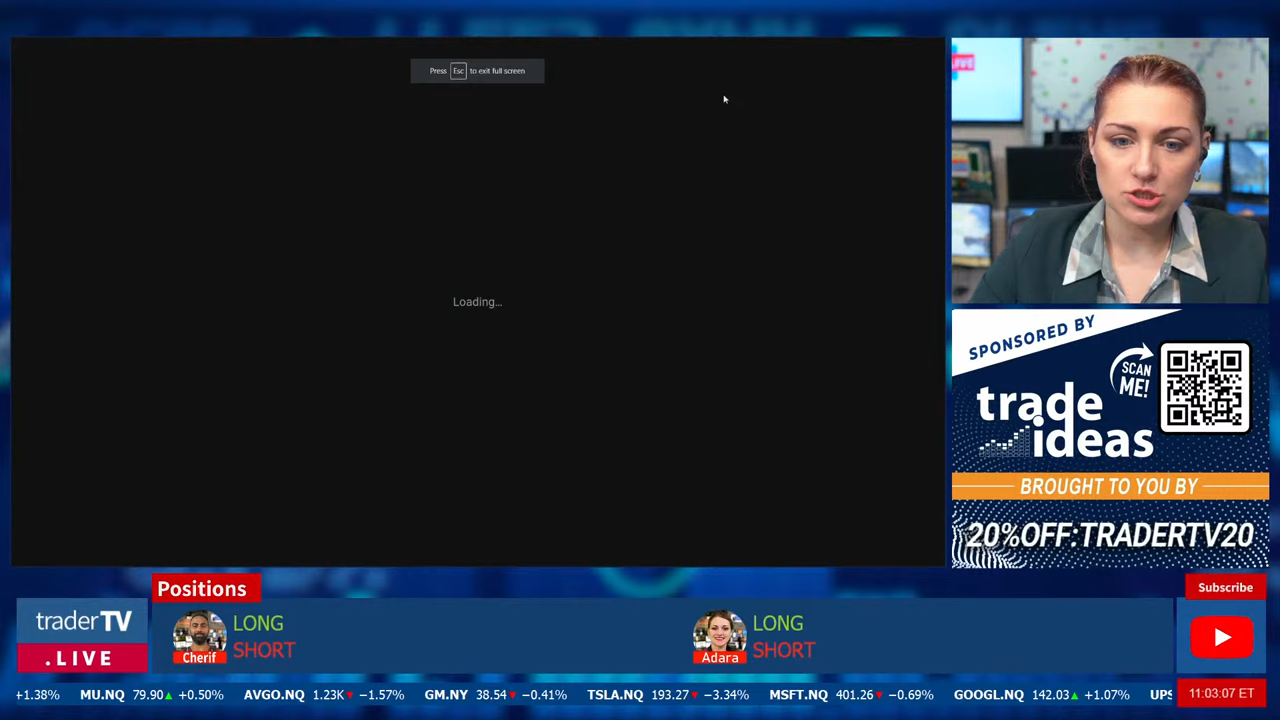 Press Esc to exit full screen
Loading...
LIVE
SPONSORED BY
SCAN
ME!
trade
ideas
BROUGHT TO YOU BY
20%OFF:TRADERTV20
Positions
Subscribe
traderTV
.LIVE
Cherif
LONG
SHORT
Adara
LONG
SHORT
+1.38% MU.NQ 79.90▲ +0.50% AVGO.NQ 1.23K▼ −1.57% GM.NY 38.54▼ −0.41% TSLA.NQ 193.27▼ −3.34% MSFT.NQ 401.26▼ −0.69% GOOGL.NQ 142.03▲ +1.07% UPS
11:03:07 ET